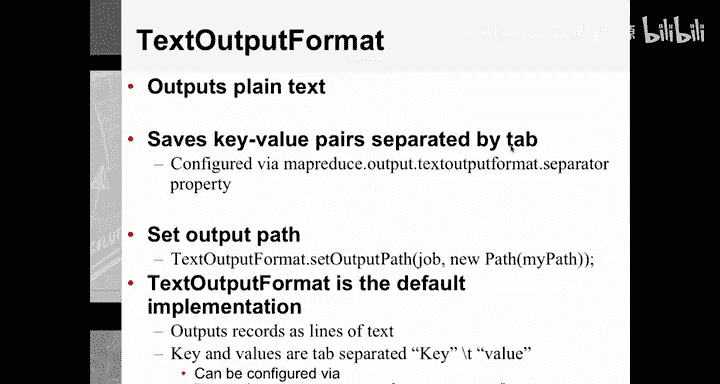 TextOutputFormat
bilibili
• Outputs plain text
• Saves key-value pairs separated by tab
– Configured via mapreduce.output.textoutputformat.separator
property
• Set output path
– TextOutputFormat.setOutputPath(job, new Path(myPath));
• TextOutputFormat is the default
implementation
– Outputs records as lines of text
– Key and values are tab separated “Key” \t “value”
• Can be configured via